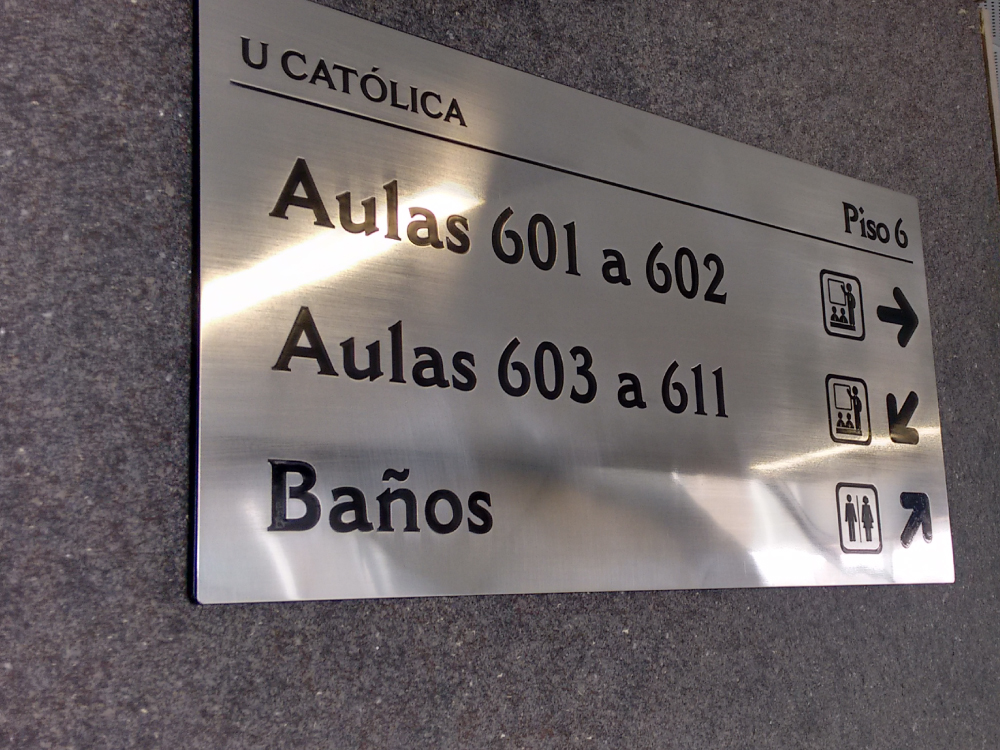 U CATÓLICA
Piso 6
Aulas 601 a 602
Aulas 603 a 611
Baños